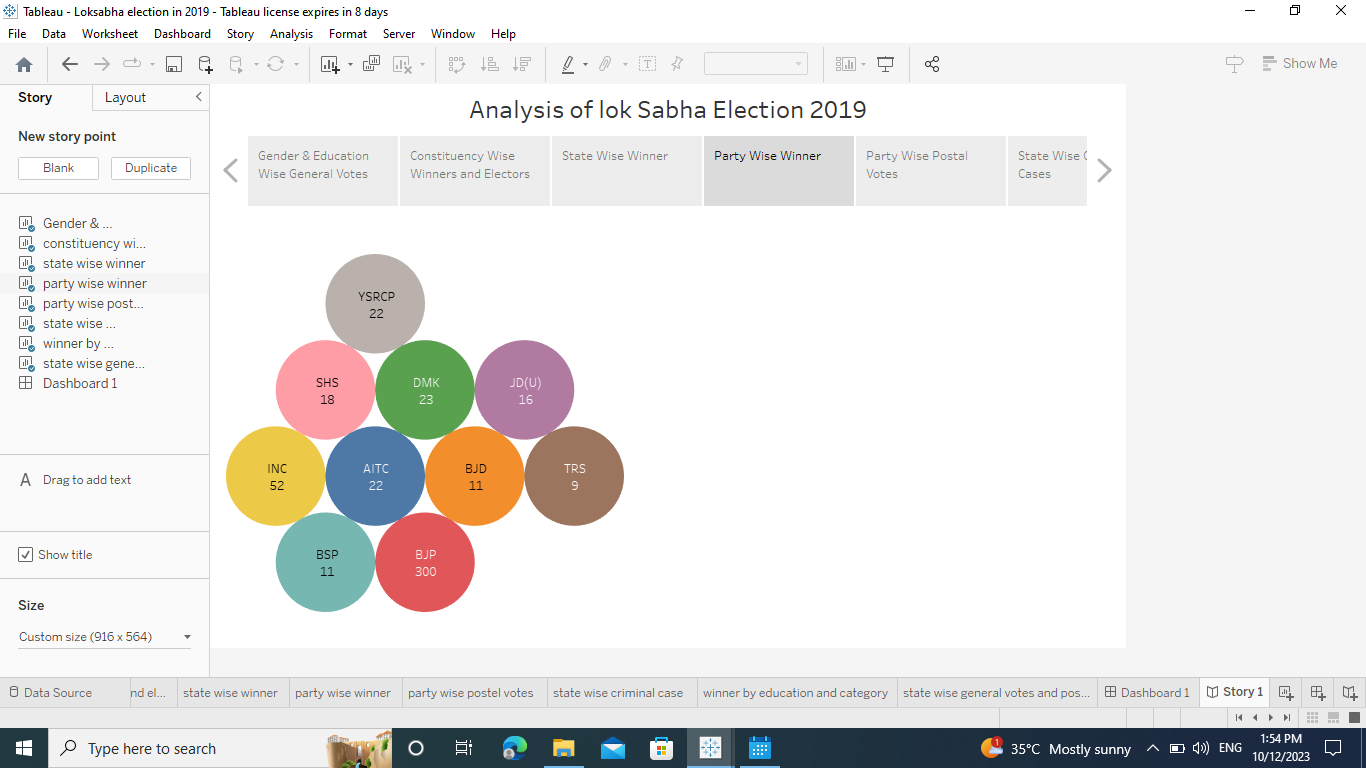 Tableau - Loksabha election in 2019 - Tableau license expires in 8 days
File Data Worksheet Dashboard Story Analysis Format Server Window Help
Show Me
Story Layout
New story point
Blank Duplicate
Gender & ...
constituency wi...
state wise winner
party wise winner
party wise post...
state wise ...
winner by ...
state wise gene...
Dashboard 1
A Drag to add text
Show title
Size
Custom size (916 x 564)
Analysis of lok Sabha Election 2019
Gender & Education
Wise General Votes
Constituency Wise
Winners and Electors
State Wise Winner
Party Wise Winner
Party Wise Postal
Votes
State Wise
Cases
YSRCP
22
SHS
18
DMK
23
JD(U)
16
INC
52
AITC
22
BJD
11
TRS
9
BSP
11
BJP
300
Data Source nd el... state wise winner party wise winner party wise postel votes state wise criminal case winner by education and category state wise general votes and pos... Dashboard 1 Story 1
Type here to search
1
35°C Mostly sunny
ENG
1:54 PM
10/12/2023